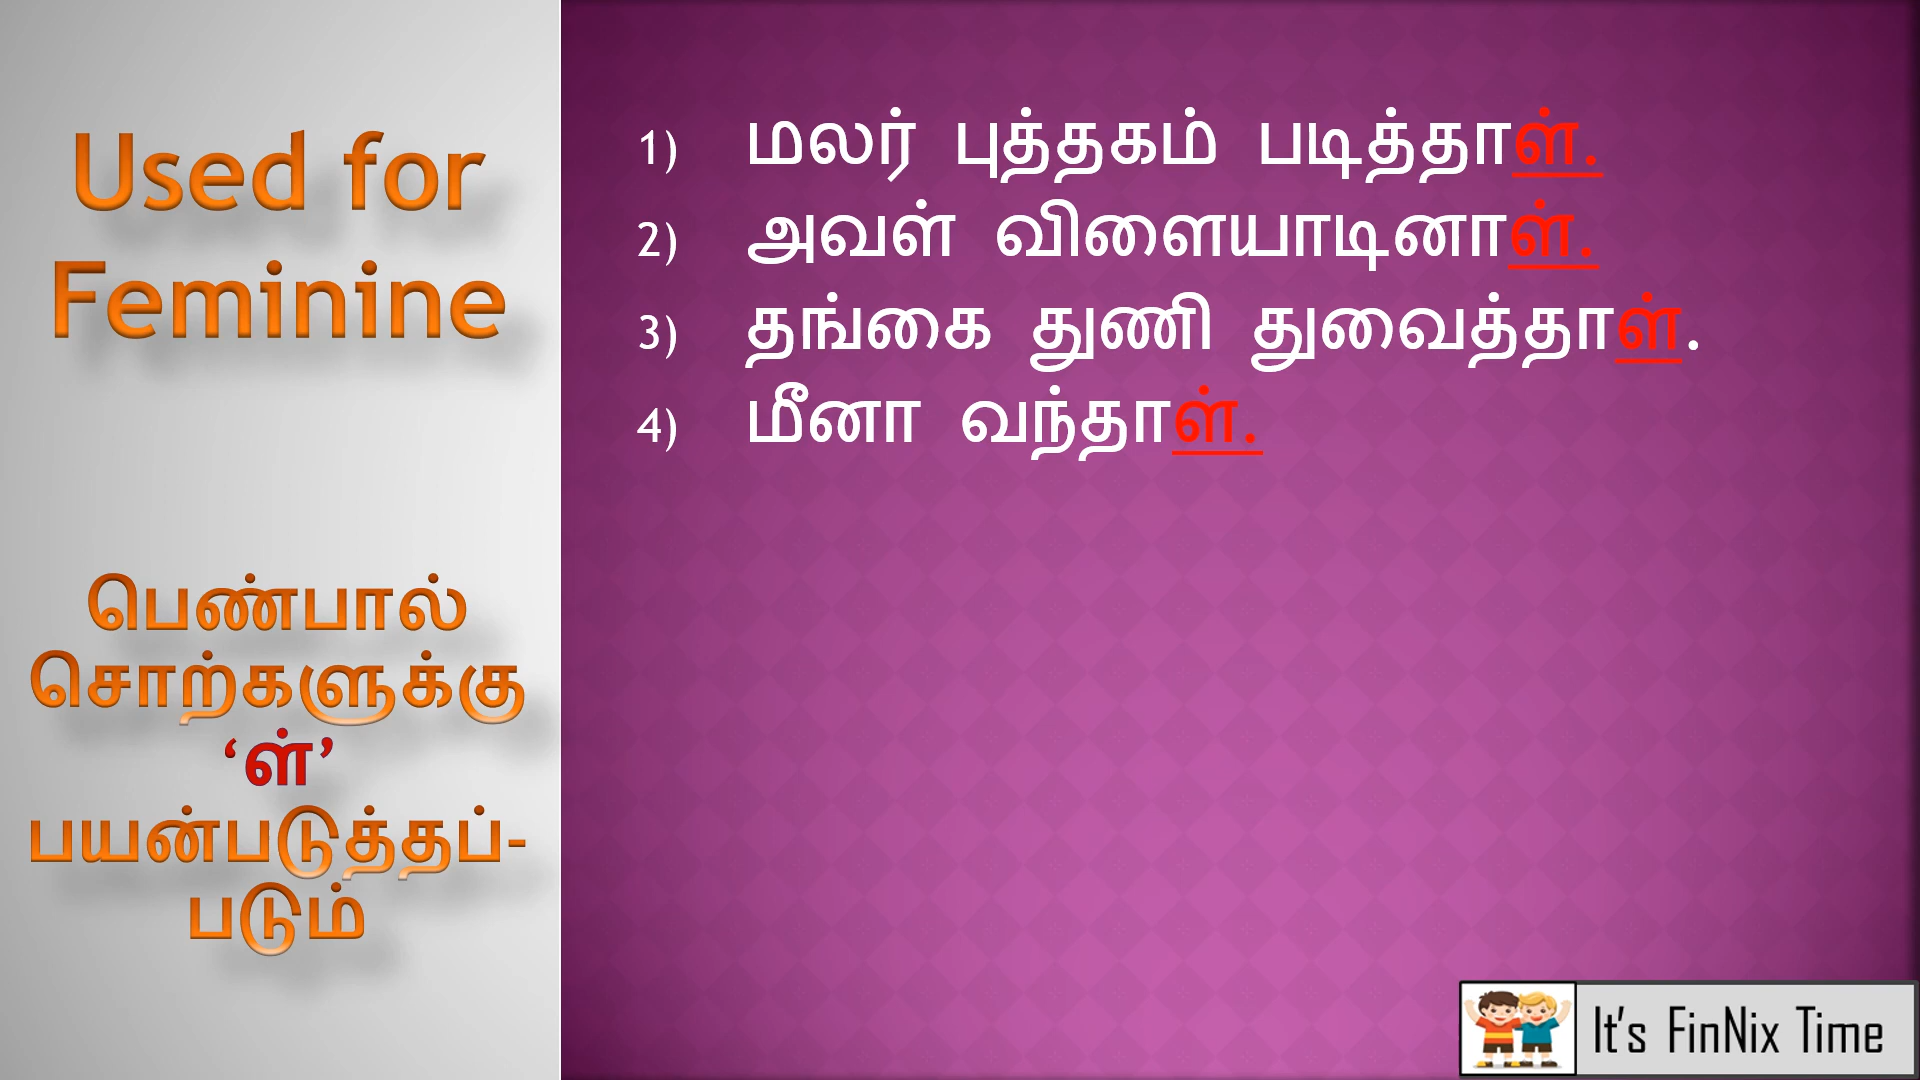 Used for
Feminine
பெண்பால்
சொற்களுக்கு
‘ள்’
பயன்படுத்தப்-
படும்
1) மலர் புத்தகம் படித்தாள்.
2) அவள் விளையாடினாள்.
3) தங்கை துணி துவைத்தாள்.
4) மீனா வந்தாள்.
It's FinNix Time